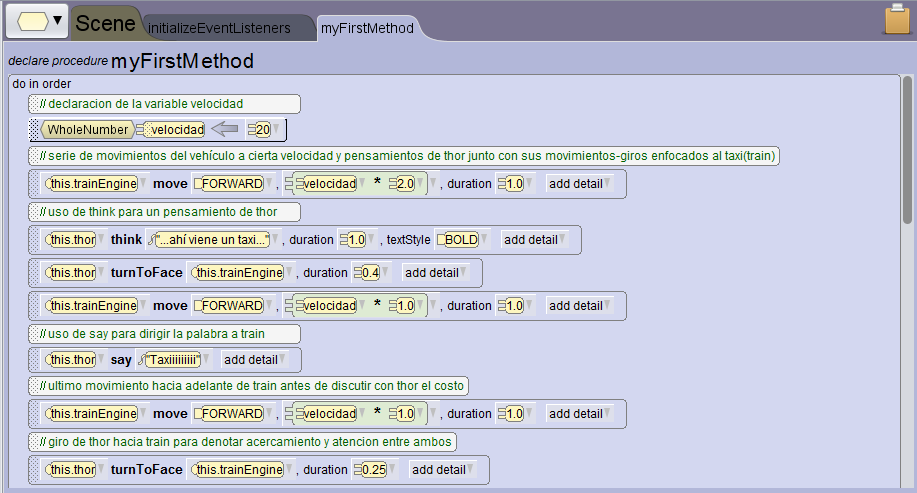 Scene initializeEventListeners myFirstMethod
declare procedure myFirstMethod
do in order
// declaracion de la variable velocidad
WholeNumber velocidad 20
// serie de movimientos del vehículo a cierta velocidad y pensamientos de thor junto con sus movimientos-giros enfocados al taxi(train)
this.trainEngine move FORWARD , velocidad * 2.0 , duration 1.0 add detail
// uso de think para un pensamiento de thor
this.thor think "...ahí viene un taxi..." , duration 1.0 , textStyle BOLD add detail
this.thor turnToFace this.trainEngine , duration 0.4 add detail
this.trainEngine move FORWARD , velocidad * 1.0 , duration 1.0 add detail
// uso de say para dirigir la palabra a train
this.thor say "Taxiiiiiiiii" add detail
// ultimo movimiento hacia adelante de train antes de discutir con thor el costo
this.trainEngine move FORWARD , velocidad * 1.0 , duration 1.0 add detail
// giro de thor hacia train para denotar acercamiento y atencion entre ambos
this.thor turnToFace this.trainEngine , duration 0.25 add detail